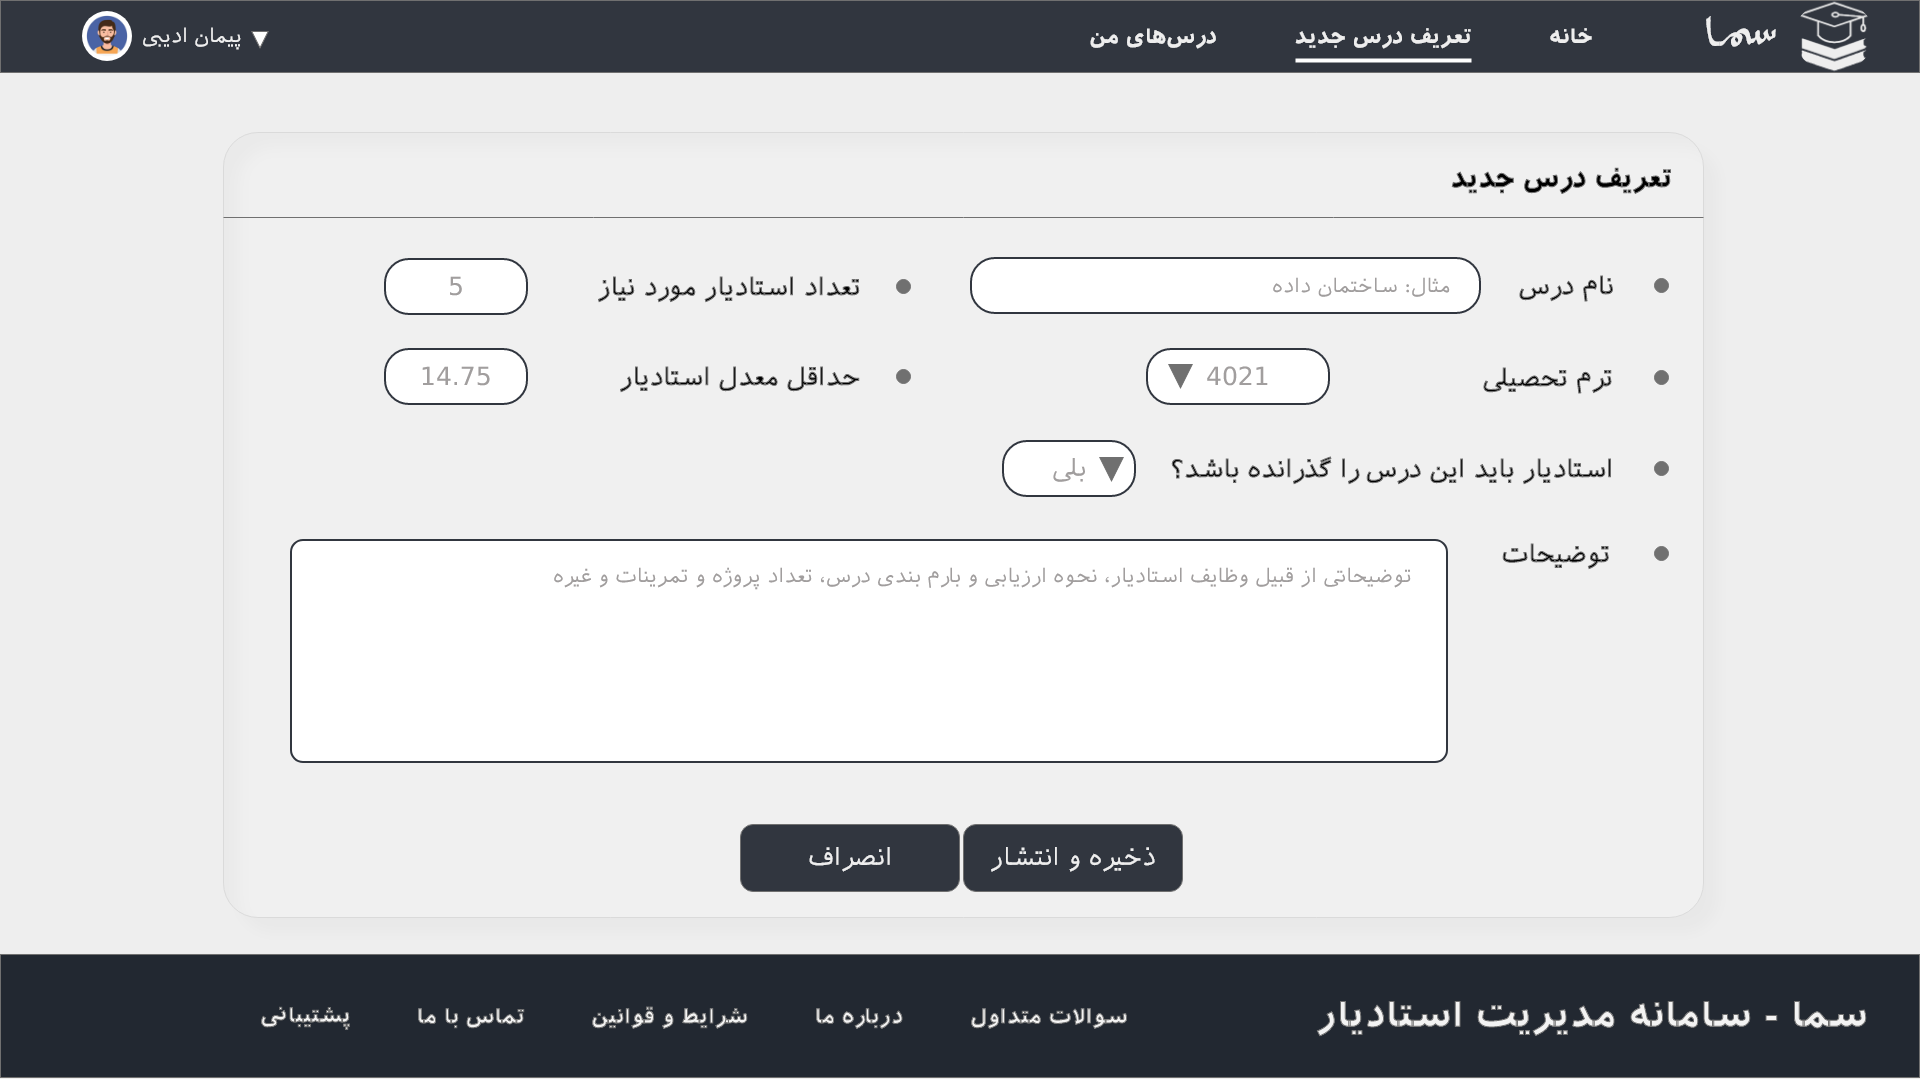 سما
خانه
تعریف درس جدید
درس‌های من
پیمان ادیبی
تعریف درس جدید
نام درس
مثال: ساختمان داده
تعداد استادیار مورد نیاز
5
ترم تحصیلی
4021
حداقل معدل استادیار
14.75
استادیار باید این درس را گذرانده باشد؟
بلی
توضیحات
توضیحاتی از قبیل وظایف استادیار، نحوه ارزیابی و بارم بندی درس، تعداد پروژه و تمرینات و غیره
ذخیره و انتشار
انصراف
سما - سامانه مدیریت استادیار
سوالات متداول
درباره ما
شرایط و قوانین
تماس با ما
پشتیبانی